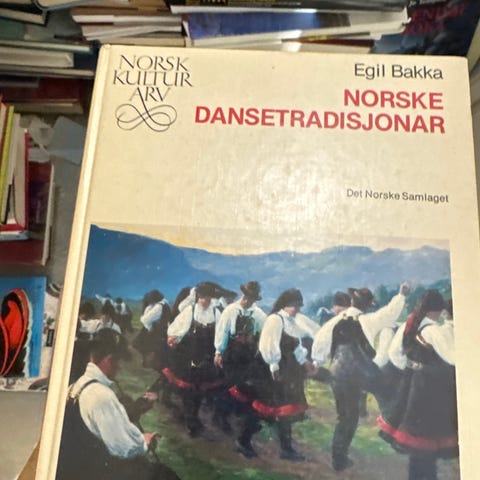 NORSK
KULTUR
ARV
Egil Bakka
NORSKE
DANSETRADISJONAR
Det Norske Samlaget